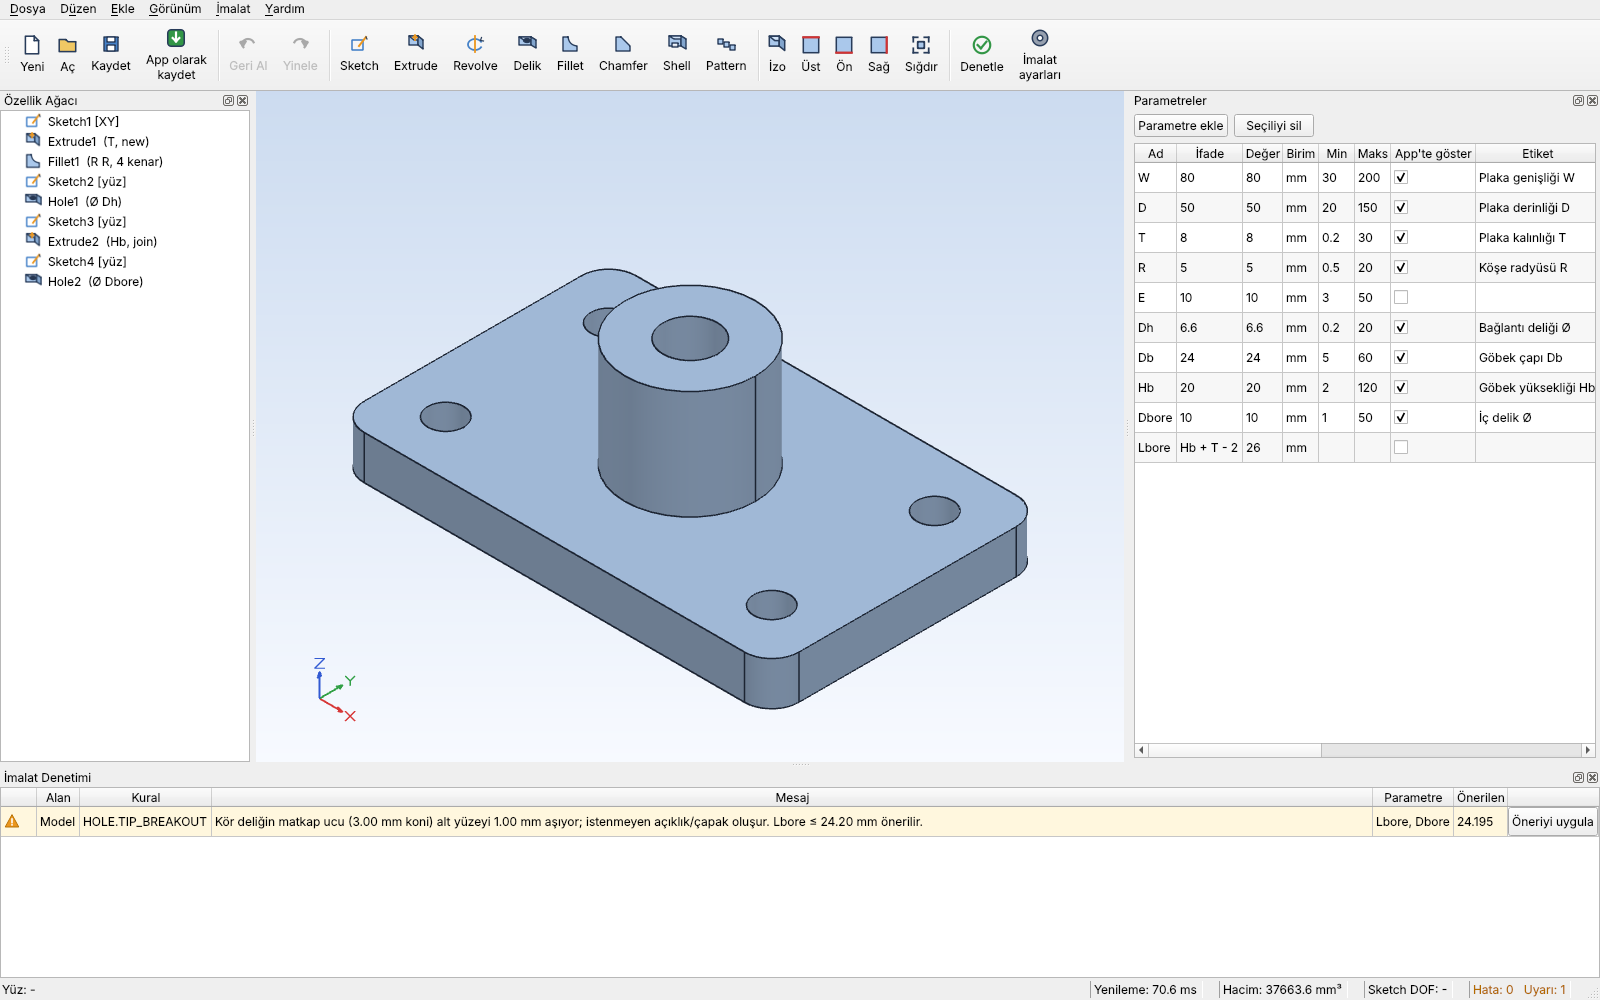 Dosya Düzen Ekle Görünüm İmalat Yardım
Yeni Aç Kaydet App olarak kaydet Geri Al Yinele Sketch Extrude Revolve Delik Fillet Chamfer Shell Pattern İzo Üst Ön Sağ Sığdır Denetle İmalat ayarları
Özellik Ağacı
Sketch1 [XY]
Extrude1 (T, new)
Fillet1 (R R, 4 kenar)
Sketch2 [yüz]
Hole1 (Ø Dh)
Sketch3 [yüz]
Extrude2 (Hb, join)
Sketch4 [yüz]
Hole2 (Ø Dbore)
Z
Y
X
Parametreler
Parametre ekle Seçiliyi sil
Ad İfade Değer Birim Min Maks App'te göster Etiket
W 80 80 mm 30 200 Plaka genişliği W
D 50 50 mm 20 150 Plaka derinliği D
T 8 8 mm 0.2 30 Plaka kalınlığı T
R 5 5 mm 0.5 20 Köşe radyüsü R
E 10 10 mm 3 50
Dh 6.6 6.6 mm 0.2 20 Bağlantı deliği Ø
Db 24 24 mm 5 60 Göbek çapı Db
Hb 20 20 mm 2 120 Göbek yüksekliği Hb
Dbore 10 10 mm 1 50 İç delik Ø
Lbore Hb + T - 2 26 mm
İmalat Denetimi
Alan Kural Mesaj Parametre Önerilen
Model HOLE.TIP_BREAKOUT Kör deliğin matkap ucu (3.00 mm koni) alt yüzeyi 1.00 mm aşıyor; istenmeyen açıklık/çapak oluşur. Lbore ≤ 24.20 mm önerilir. Lbore, Dbore 24.195 Öneriyi uygula
Yüz: - Yenileme: 70.6 ms Hacim: 37663.6 mm³ Sketch DOF: - Hata: 0 Uyarı: 1